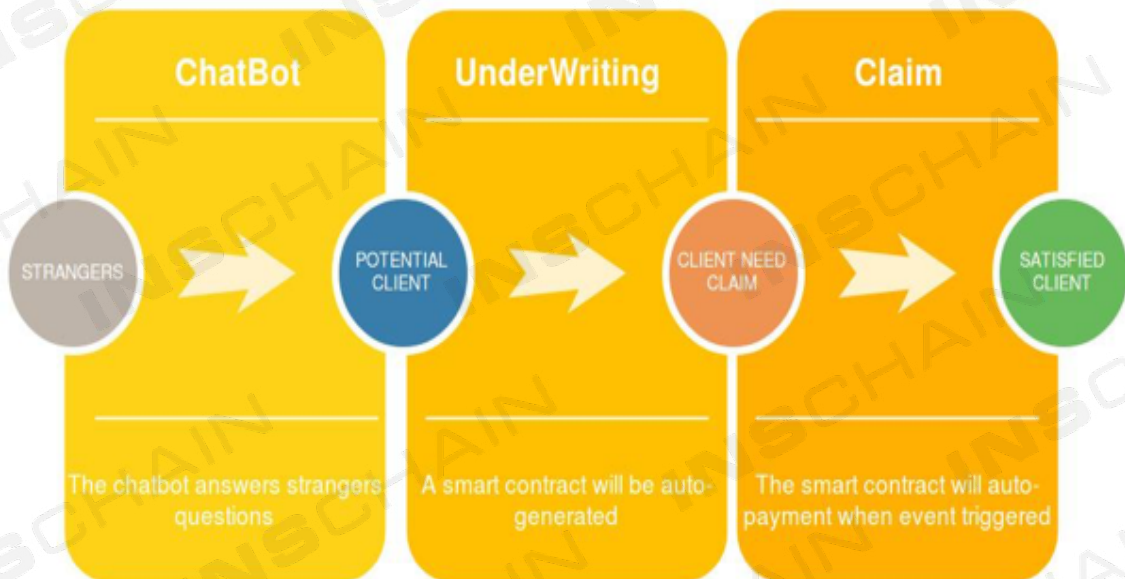 ChatBot
UnderWriting
Claim
STRANGERS
POTENTIAL
CLIENT
CLIENT NEED
CLAIM
SATISFIED
CLIENT
The chatbot answers strangers
questions
A smart contract will be auto-
generated
The smart contract will auto-
payment when event triggered
INSCHAIN